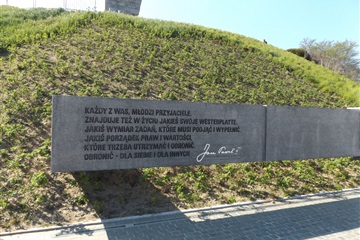 KAŻDY Z WAS, MŁODZI PRZYJACIELE,
ZNAJDUJE TEŻ W ŻYCIU JAKIEŚ SWOJE WESTERPLATTE.
JAKIŚ WYMIAR ZADAŃ, KTÓRE MUSI PODJĄĆ I WYPEŁNIĆ.
JAKIŚ PORZĄDEK PRAW I WARTOŚCI,
KTÓRE TRZEBA UTRZYMAĆ I OBRONIĆ.
OBRONIĆ - DLA SIEBIE I DLA INNYCH.
Jan Paweł II